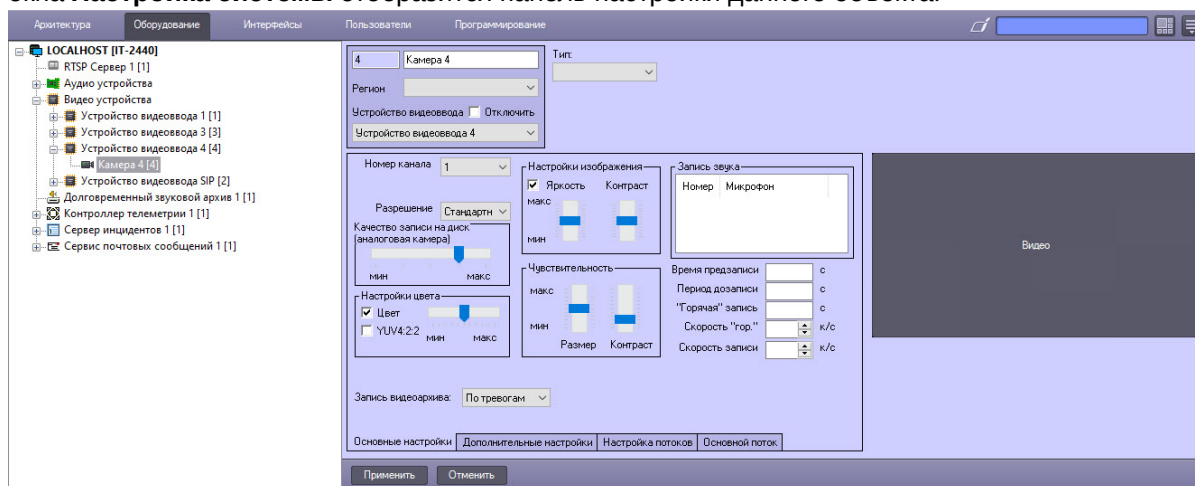 окна Настройка системы отобразится панель настройки данного объекта.
Архитектура Оборудование Интерфейсы Пользователи Программирование
LOCALHOST [IT-2440]
RTSP Сервер 1 [1]
Аудио устройства
Видео устройства
Устройство видеоввода 1 [1]
Устройство видеоввода 3 [3]
Устройство видеоввода 4 [4]
Камера 4 [4]
Устройство видеоввода SIP [2]
Долговременный звуковой архив 1 [1]
Контроллер телеметрии 1 [1]
Сервер инцидентов 1 [1]
Сервис почтовых сообщений 1 [1]
4 Камера 4
Тип:
Регион
Устройство видеоввода Отключить
Устройство видеоввода 4
Номер канала 1
Разрешение Стандартн
Качество записи на диск
(аналоговая камера)
мин макс
Настройки цвета
Цвет
YUV4:2:2
мин макс
Настройки изображения
Яркость Контраст
макс
мин
Чувствительность
макс
мин
Размер Контраст
Запись звука
Номер Микрофон
Время предзаписи с
Период дозаписи с
"Горячая" запись с
Скорость "гор." к/с
Скорость записи к/с
Видео
Запись видеоархива: По тревогам
Основные настройки Дополнительные настройки Настройка потоков Основной поток
Применить Отменить